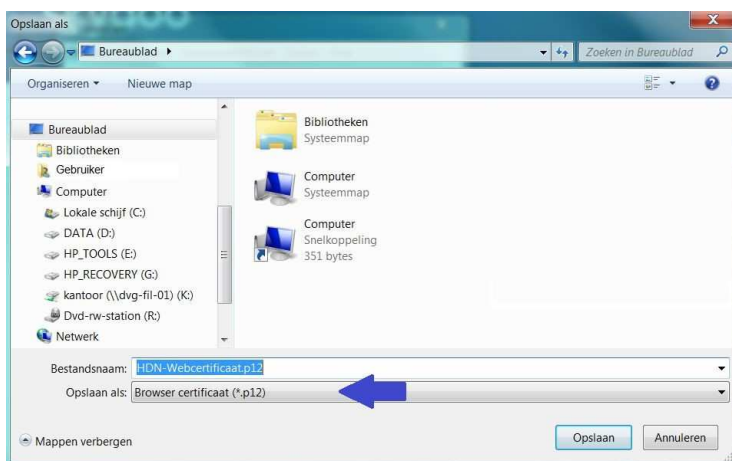 Opslaan als
Bureaublad
Zoeken in Bureaublad
Organiseren
Nieuwe map
Bureaublad
Bibliotheken
Gebruiker
Computer
Lokale schijf (C:)
DATA (D:)
HP_TOOLS (E:)
HP_RECOVERY (G:)
kantoor (\\dvg-fil-01) (K:)
Dvd-rw-station (R:)
Netwerk
Bibliotheken
Systeemmap
Computer
Systeemmap
Computer
Snelkoppeling
351 bytes
Bestandsnaam: HDN-Webcertificaat.p12
Opslaan als: Browser certificaat (*.p12)
Mappen verbergen
Opslaan
Annuleren